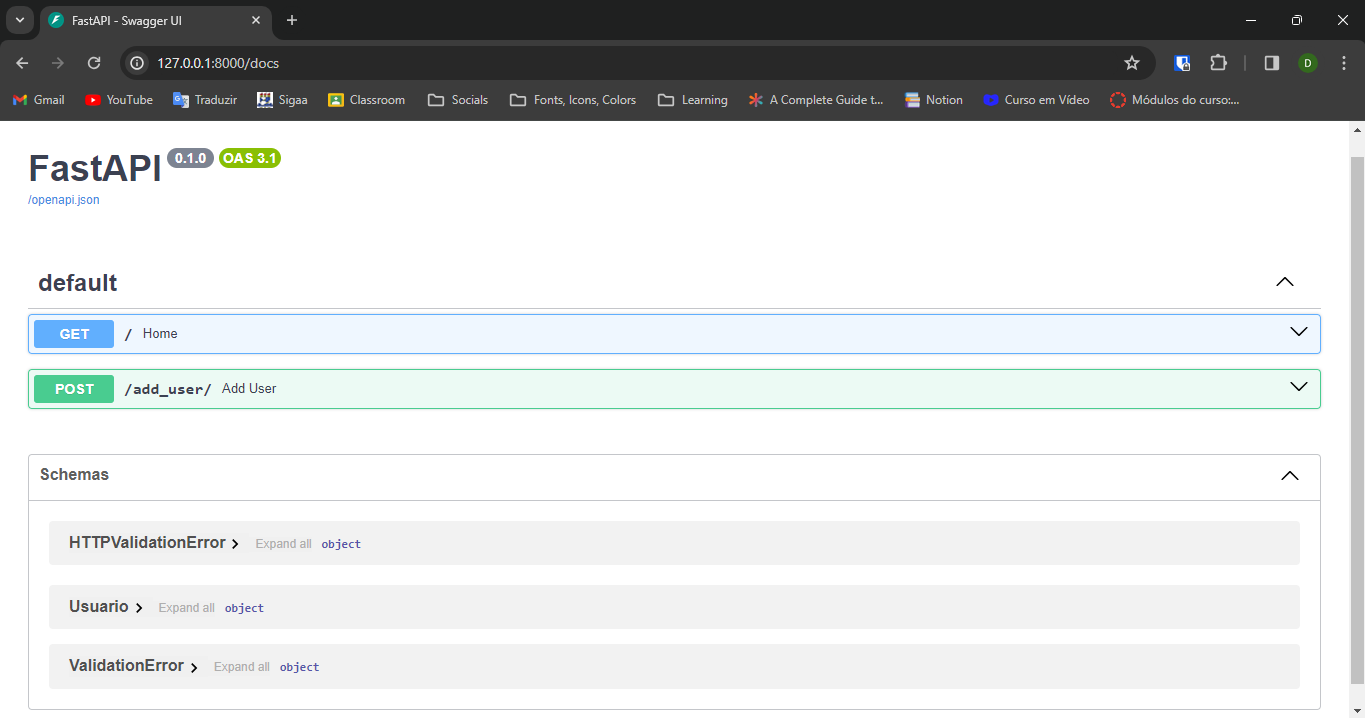 FastAPI - Swagger UI
127.0.0.1:8000/docs
D
Gmail YouTube Traduzir Sigaa Classroom Socials Fonts, Icons, Colors Learning A Complete Guide t... Notion Curso em Vídeo Módulos do curso:...
FastAPI 0.1.0 OAS 3.1
/openapi.json
default
GET / Home
POST /add_user/ Add User
Schemas
HTTPValidationError Expand all object
Usuario Expand all object
ValidationError Expand all object